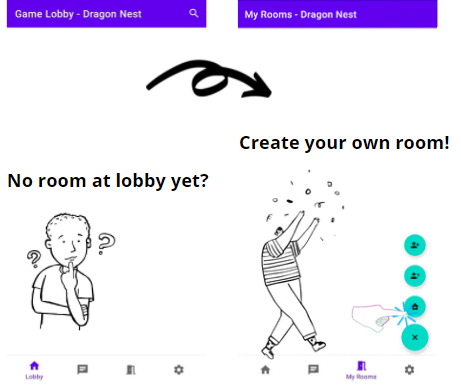 Game Lobby - Dragon Nest
My Rooms - Dragon Nest
Create your own room!
No room at lobby yet?
? ?
Lobby
My Rooms